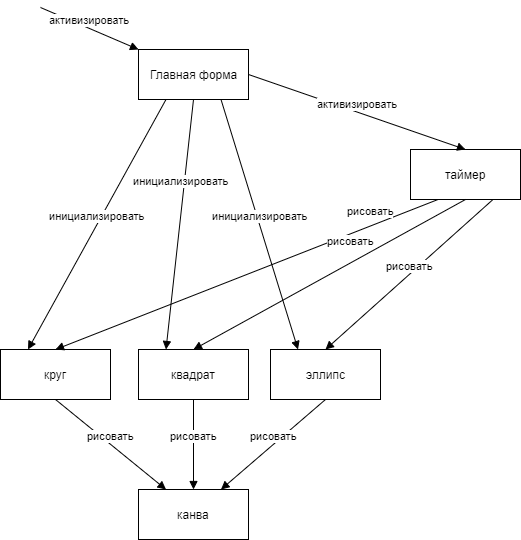 активизировать
Главная форма
активизировать
таймер
инициализировать
рисовать
инициализировать
инициализировать
рисовать
рисовать
круг
квадрат
эллипс
рисовать
рисовать
рисовать
канва